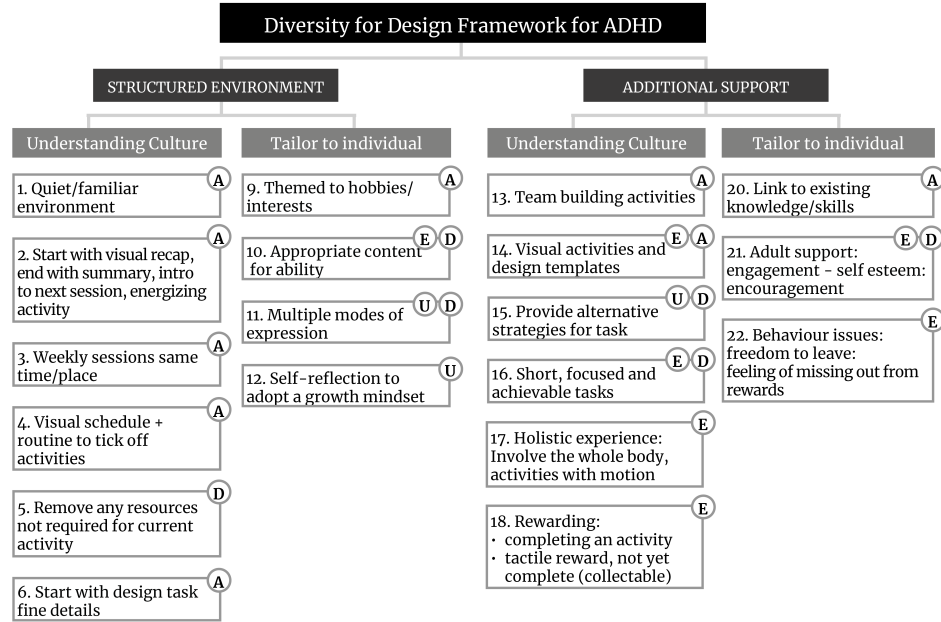 Diversity for Design Framework for ADHD
STRUCTURED ENVIRONMENT
Understanding Culture
A
1. Quiet/familiar
environment
A
2. Start with visual recap,
end with summary, intro
to next session, energizing
activity
A
3. Weekly sessions same
time/place
A
4. Visual schedule +
routine to tick off
activities
D
5. Remove any resources
not required for current
activity
A
6. Start with design task
fine details
Tailor to individual
A
9. Themed to hobbies/
interests
E D
10. Appropriate content
for ability
U D
11. Multiple modes of
expression
U
12. Self-reflection to
adopt a growth mindset
ADDITIONAL SUPPORT
Understanding Culture
A
13. Team building activities
E A
14. Visual activities and
design templates
U D
15. Provide alternative
strategies for task
E D
16. Short, focused and
achievable tasks
E
17. Holistic experience:
Involve the whole body,
activities with motion
E
18. Rewarding:
· completing an activity
· tactile reward, not yet
complete (collectable)
Tailor to individual
A
20. Link to existing
knowledge/skills
E D
21. Adult support:
engagement - self esteem:
encouragement
E
22. Behaviour issues:
freedom to leave:
feeling of missing out from
rewards